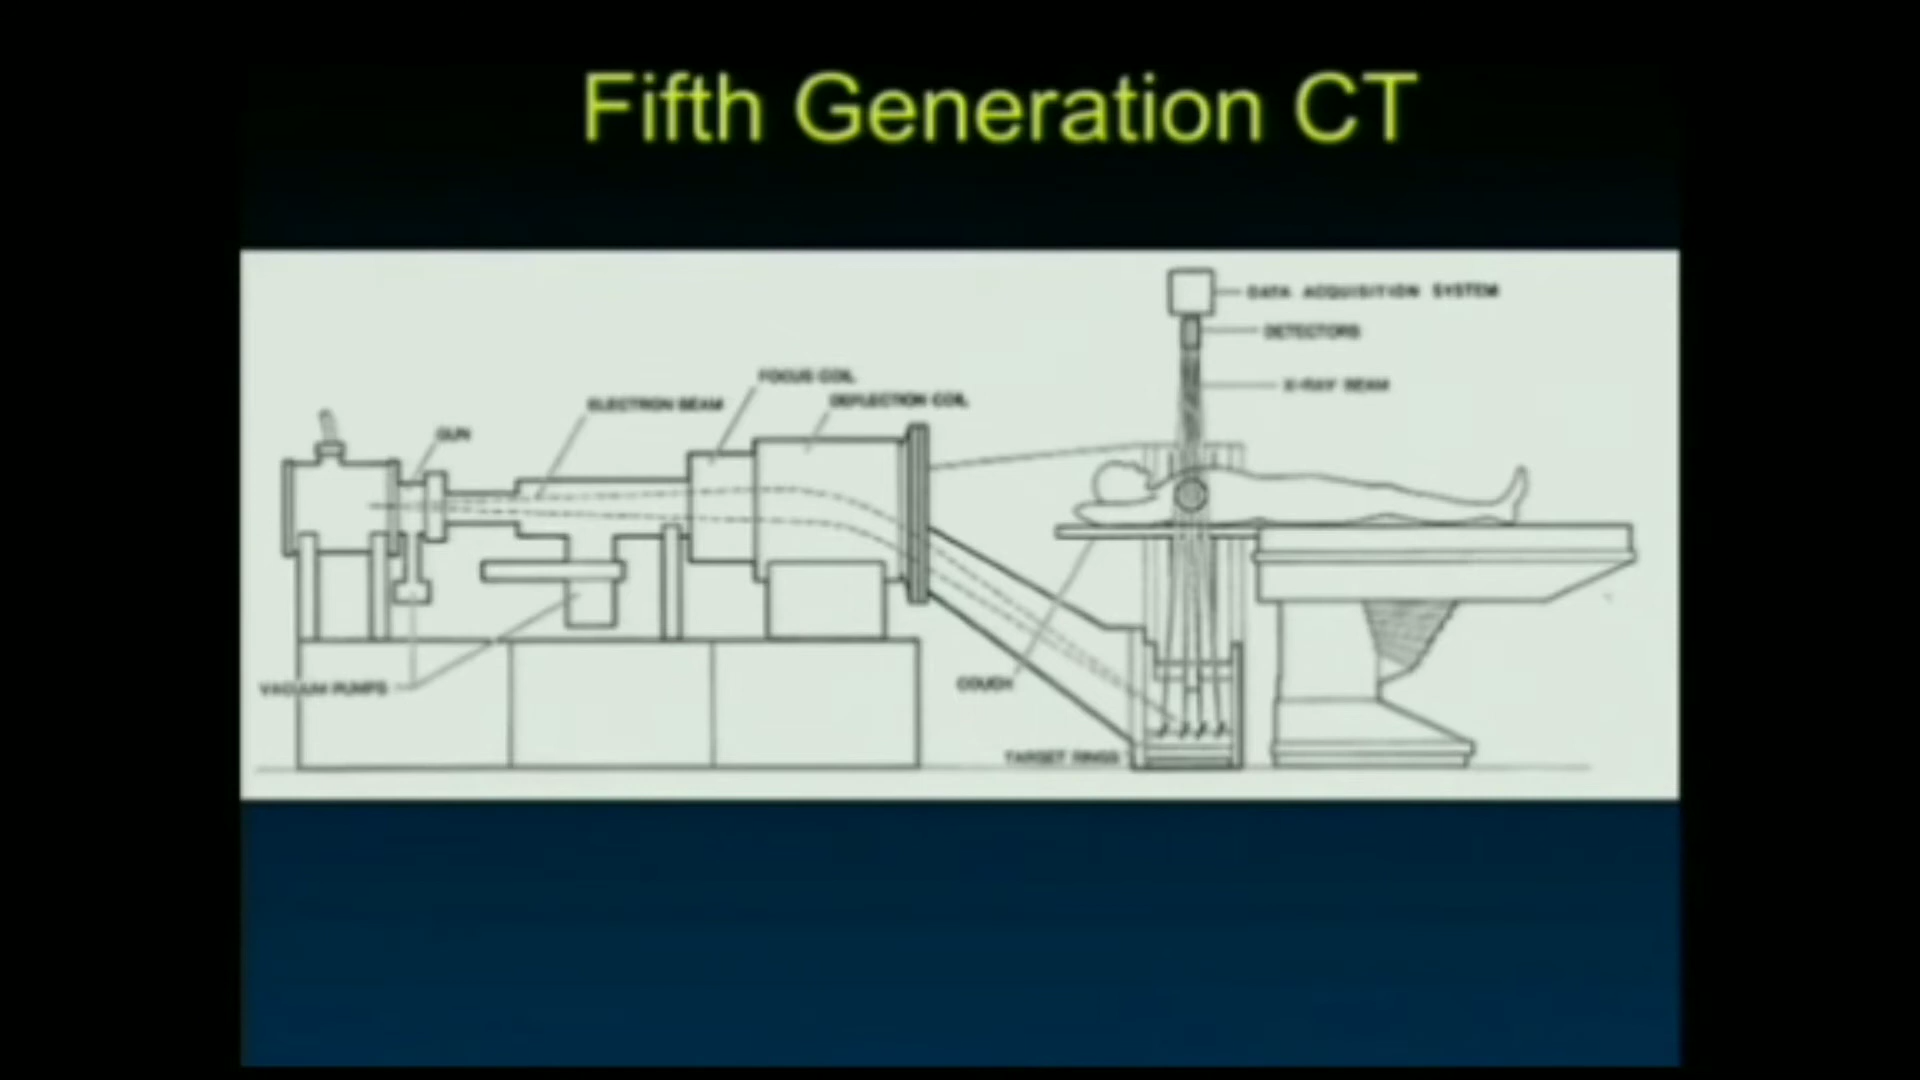 Fifth Generation CT
DATA ACQUISITION SYSTEM
DETECTORS
X-RAY BEAM
FOCUS COIL
DEFLECTION COIL
ELECTRON BEAM
GUN
VACUUM PUMPS
COUCH
TARGET RINGS